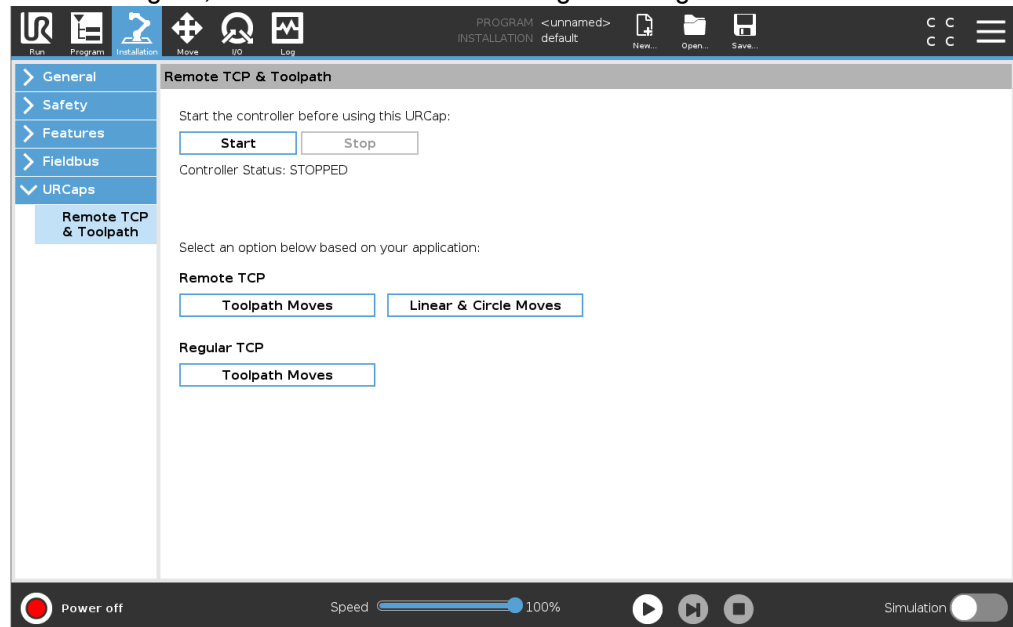 PROGRAM <unnamed>
INSTALLATION default
UR
Run
Program
Installation
Move
I/O
Log
New...
Open...
Save...
C C
C C
General
Safety
Features
Fieldbus
URCaps
Remote TCP
& Toolpath
Remote TCP & Toolpath
Start the controller before using this URCap:
Start Stop
Controller Status: STOPPED
Select an option below based on your application:
Remote TCP
Toolpath Moves Linear & Circle Moves
Regular TCP
Toolpath Moves
Power off
Speed 100%
Simulation